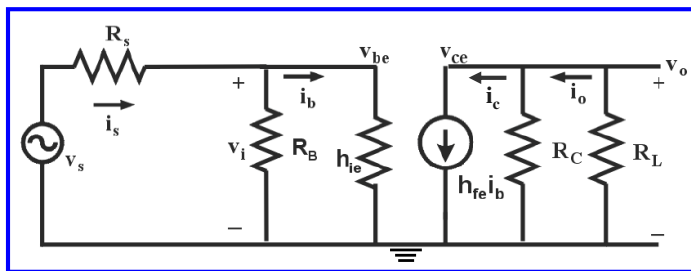 R_s
v_be
v_ce
v_o
+
i_b
i_c
i_o
+
i_s
v_s
v_i
R_B
h_ie
h_fe i_b
R_C
R_L
−
−